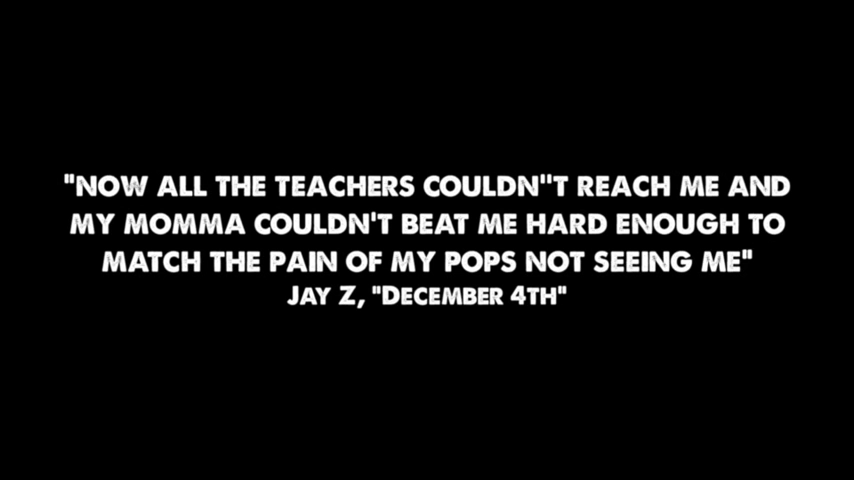 "NOW ALL THE TEACHERS COULDN"T REACH ME AND
MY MOMMA COULDN'T BEAT ME HARD ENOUGH TO
MATCH THE PAIN OF MY POPS NOT SEEING ME"
JAY Z, "DECEMBER 4TH"